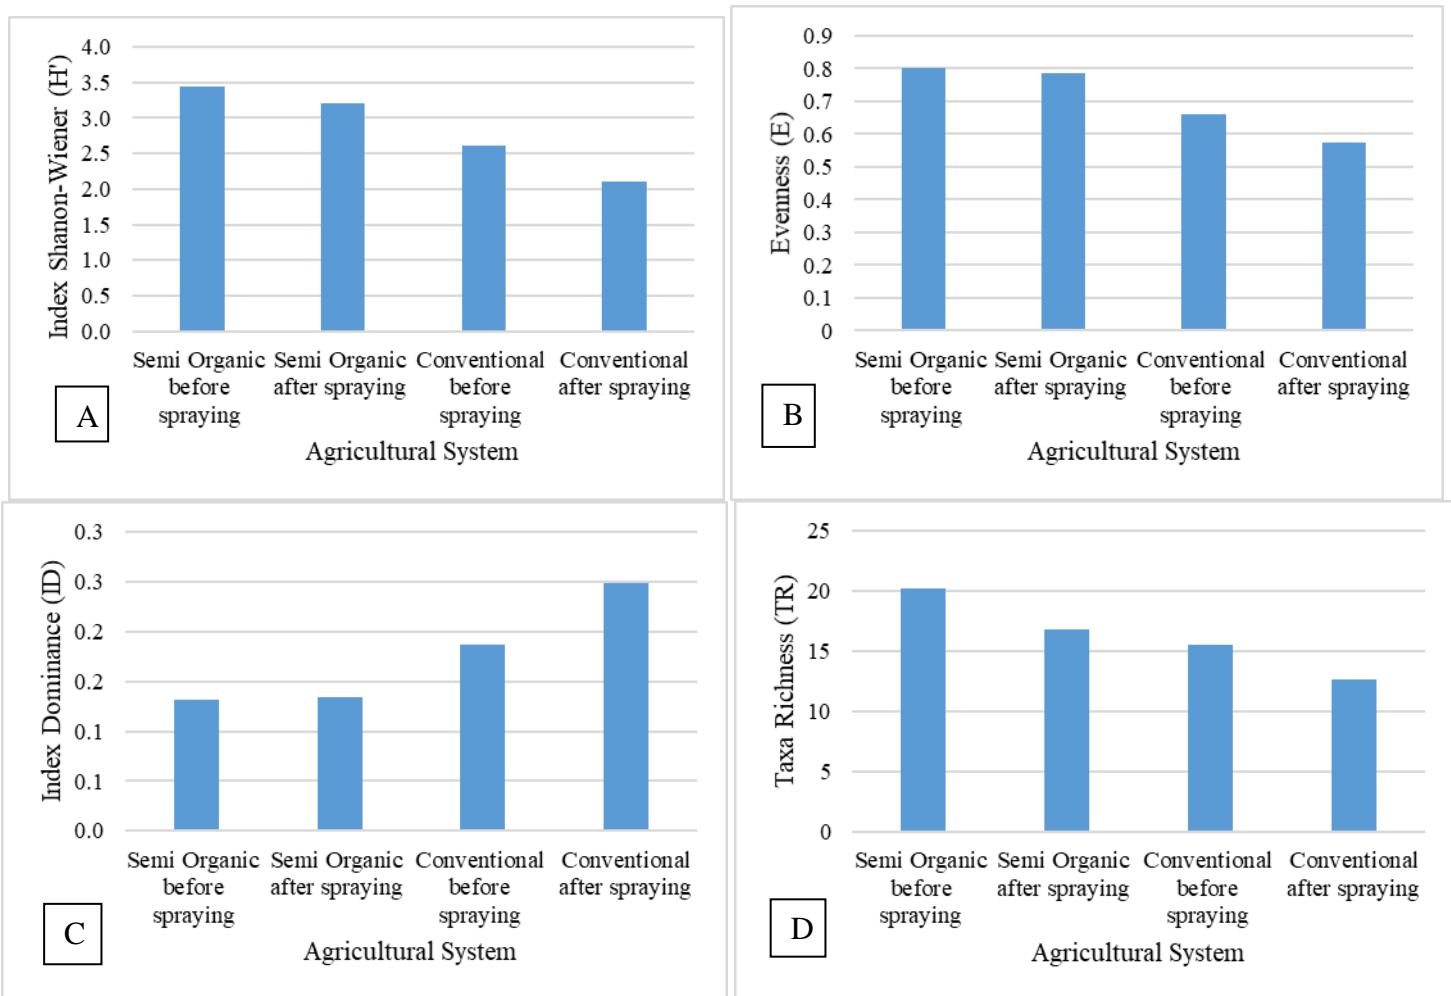 Index Shanon-Wiener (H')
4.0
3.5
3.0
2.5
2.0
1.5
1.0
0.5
0.0
Semi Organic before spraying
Semi Organic after spraying
Conventional before spraying
Conventional after spraying
Agricultural System
A
Evenness (E)
0.9
0.8
0.7
0.6
0.5
0.4
0.3
0.2
0.1
0
Semi Organic before spraying
Semi Organic after spraying
Conventional before spraying
Conventional after spraying
Agricultural System
B
Index Dominance (ID)
0.3
0.3
0.2
0.2
0.1
0.1
0.0
Semi Organic before spraying
Semi Organic after spraying
Conventional before spraying
Conventional after spraying
Agricultural System
C
Taxa Richness (TR)
25
20
15
10
5
0
Semi Organic before spraying
Semi Organic after spraying
Conventional before spraying
Conventional after spraying
Agricultural System
D